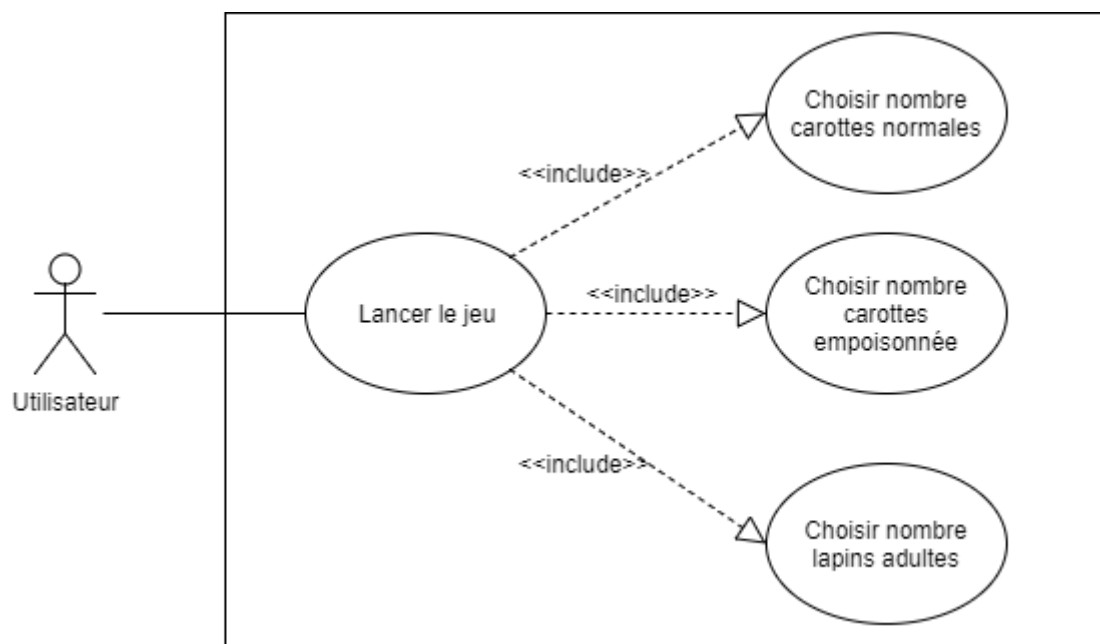 Choisir nombre
carottes normales
<<include>>
Lancer le jeu
<<include>>
Choisir nombre
carottes
empoisonnée
Utilisateur
<<include>>
Choisir nombre
lapins adultes